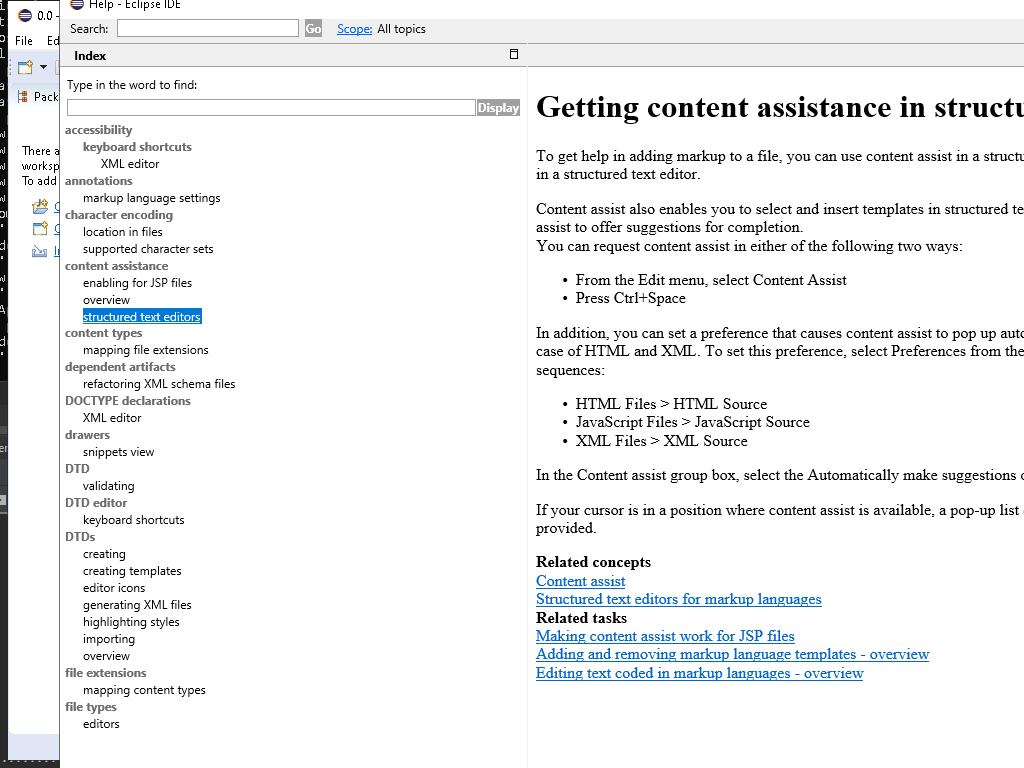 Help - Eclipse IDE
0.0 -
Search:
Go
Scope: All topics
File
Index
Type in the word to find:
Display
Pack
There a
worksp
To add
accessibility
keyboard shortcuts
XML editor
annotations
markup language settings
character encoding
location in files
supported character sets
content assistance
enabling for JSP files
overview
structured text editors
content types
mapping file extensions
dependent artifacts
refactoring XML schema files
DOCTYPE declarations
XML editor
drawers
snippets view
DTD
validating
DTD editor
keyboard shortcuts
DTDs
creating
creating templates
editor icons
generating XML files
highlighting styles
importing
overview
file extensions
mapping content types
file types
editors
Getting content assistance in structu
To get help in adding markup to a file, you can use content assist in a structu
in a structured text editor.
Content assist also enables you to select and insert templates in structured te
assist to offer suggestions for completion.
You can request content assist in either of the following two ways:
• From the Edit menu, select Content Assist
• Press Ctrl+Space
In addition, you can set a preference that causes content assist to pop up auto
case of HTML and XML. To set this preference, select Preferences from the
sequences:
• HTML Files > HTML Source
• JavaScript Files > JavaScript Source
• XML Files > XML Source
In the Content assist group box, select the Automatically make suggestions
If your cursor is in a position where content assist is available, a pop-up list
provided.
Related concepts
Content assist
Structured text editors for markup languages
Related tasks
Making content assist work for JSP files
Adding and removing markup language templates - overview
Editing text coded in markup languages - overview